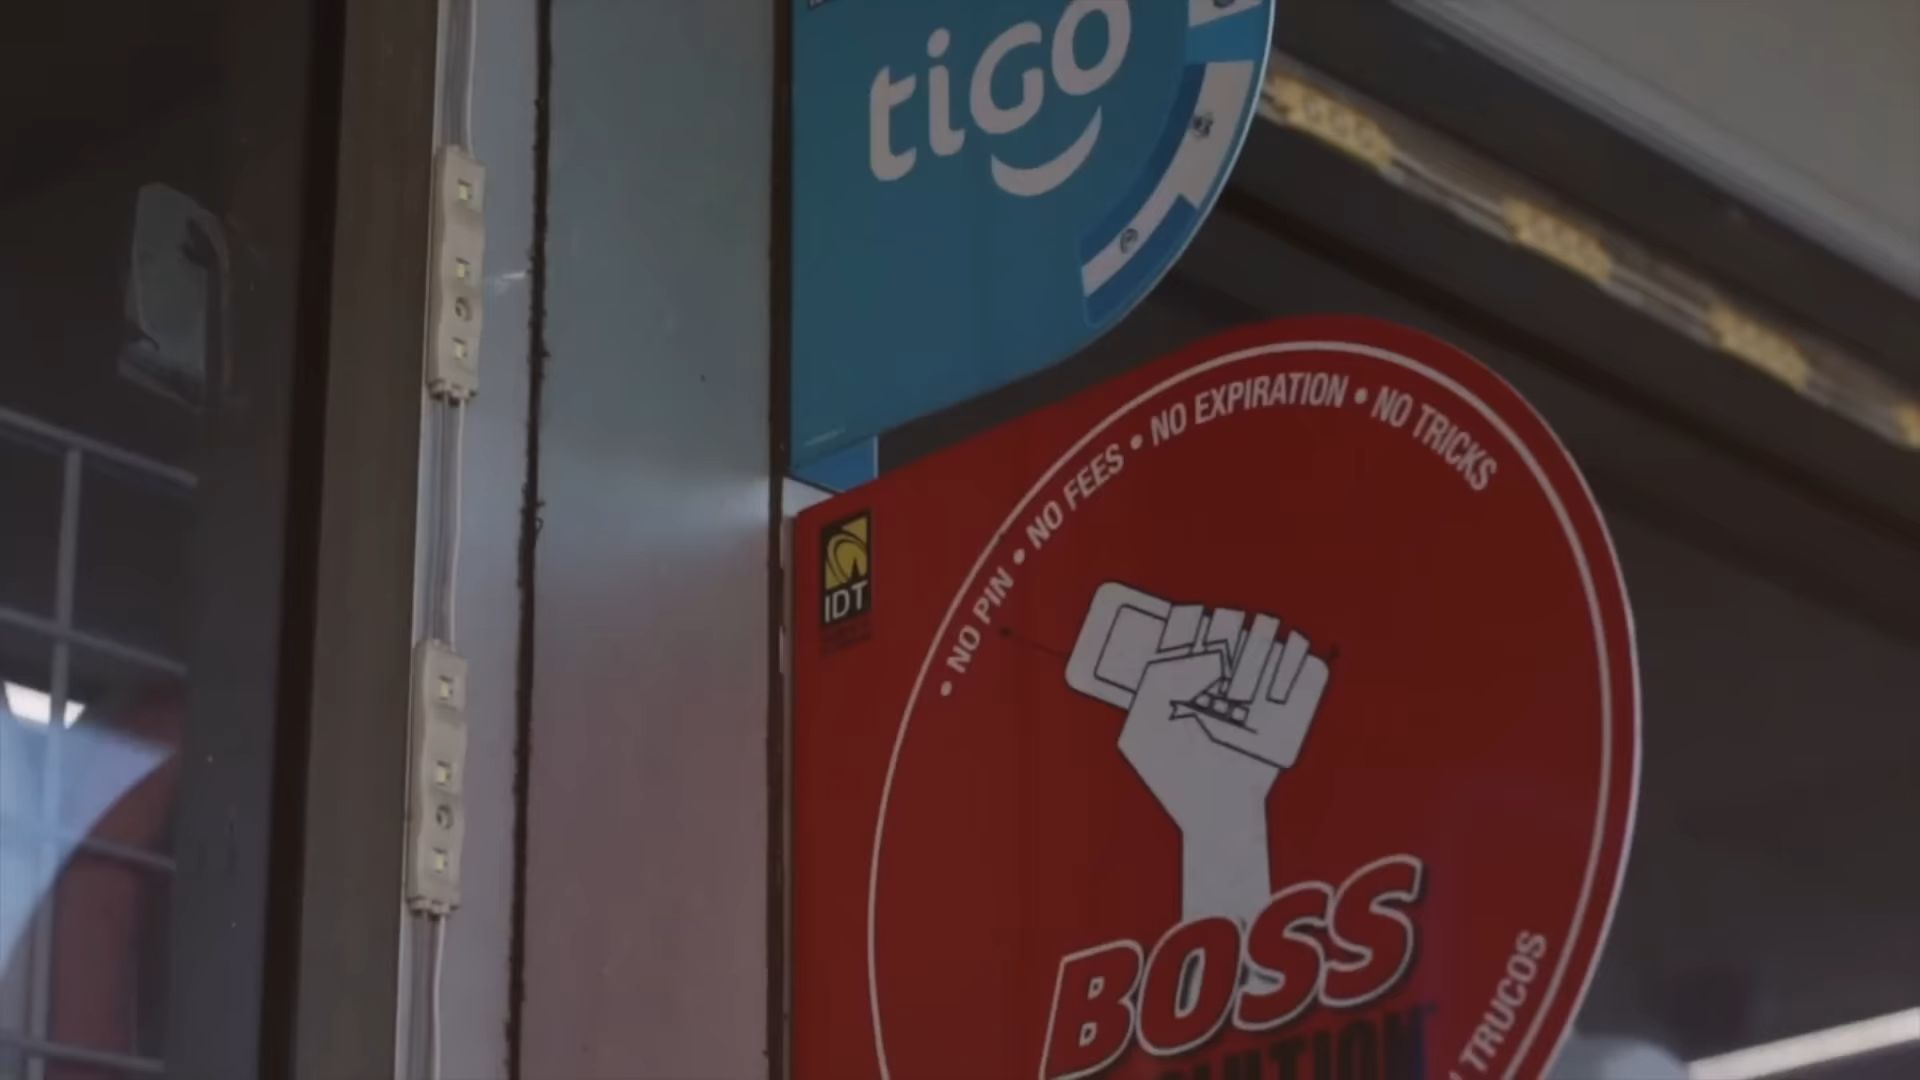 tigo
• NO PIN • NO FEES • NO EXPIRATION • NO TRICKS
IDT
BOSS
TRUCOS